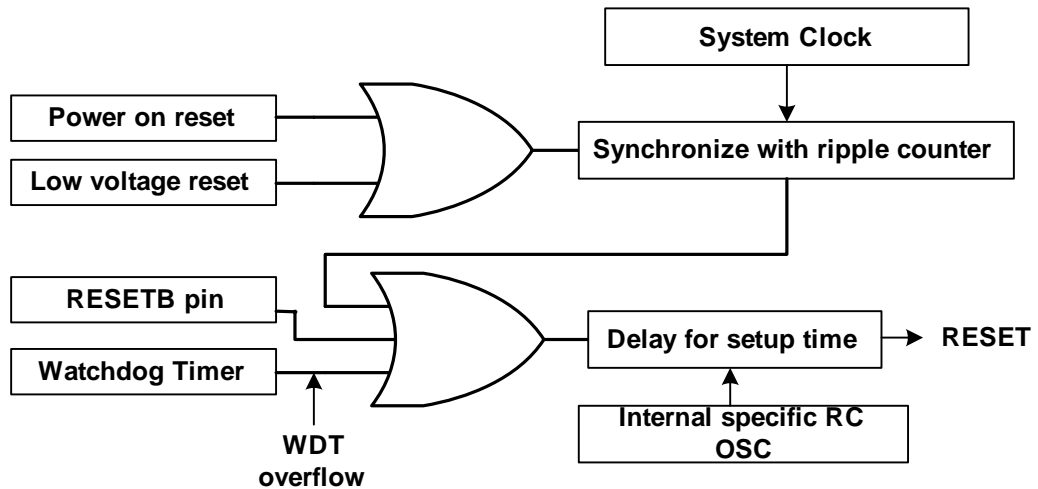 System Clock
Power on reset
Synchronize with ripple counter
Low voltage reset
RESETB pin
Delay for setup time
RESET
Watchdog Timer
Internal specific RC
OSC
WDT
overflow